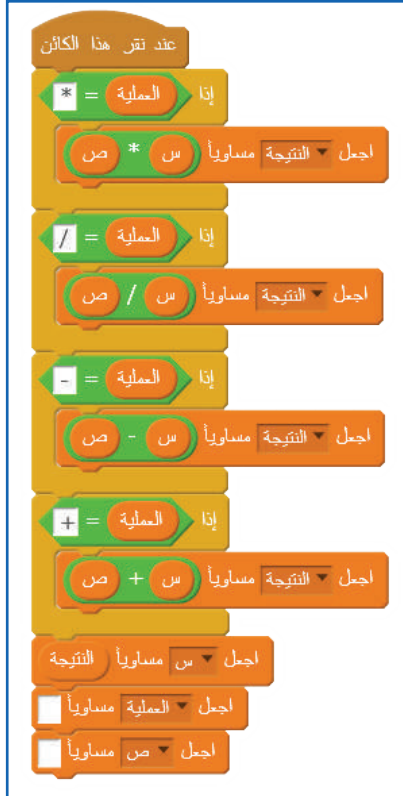 عند نقر هذا الكائن
إذا العملية = *
اجعل النتيجة مساوياً س * ص
إذا العملية = /
اجعل النتيجة مساوياً س / ص
إذا العملية = -
اجعل النتيجة مساوياً س - ص
إذا العملية = +
اجعل النتيجة مساوياً س + ص
اجعل س مساوياً النتيجة
اجعل العملية مساوياً
اجعل ص مساوياً